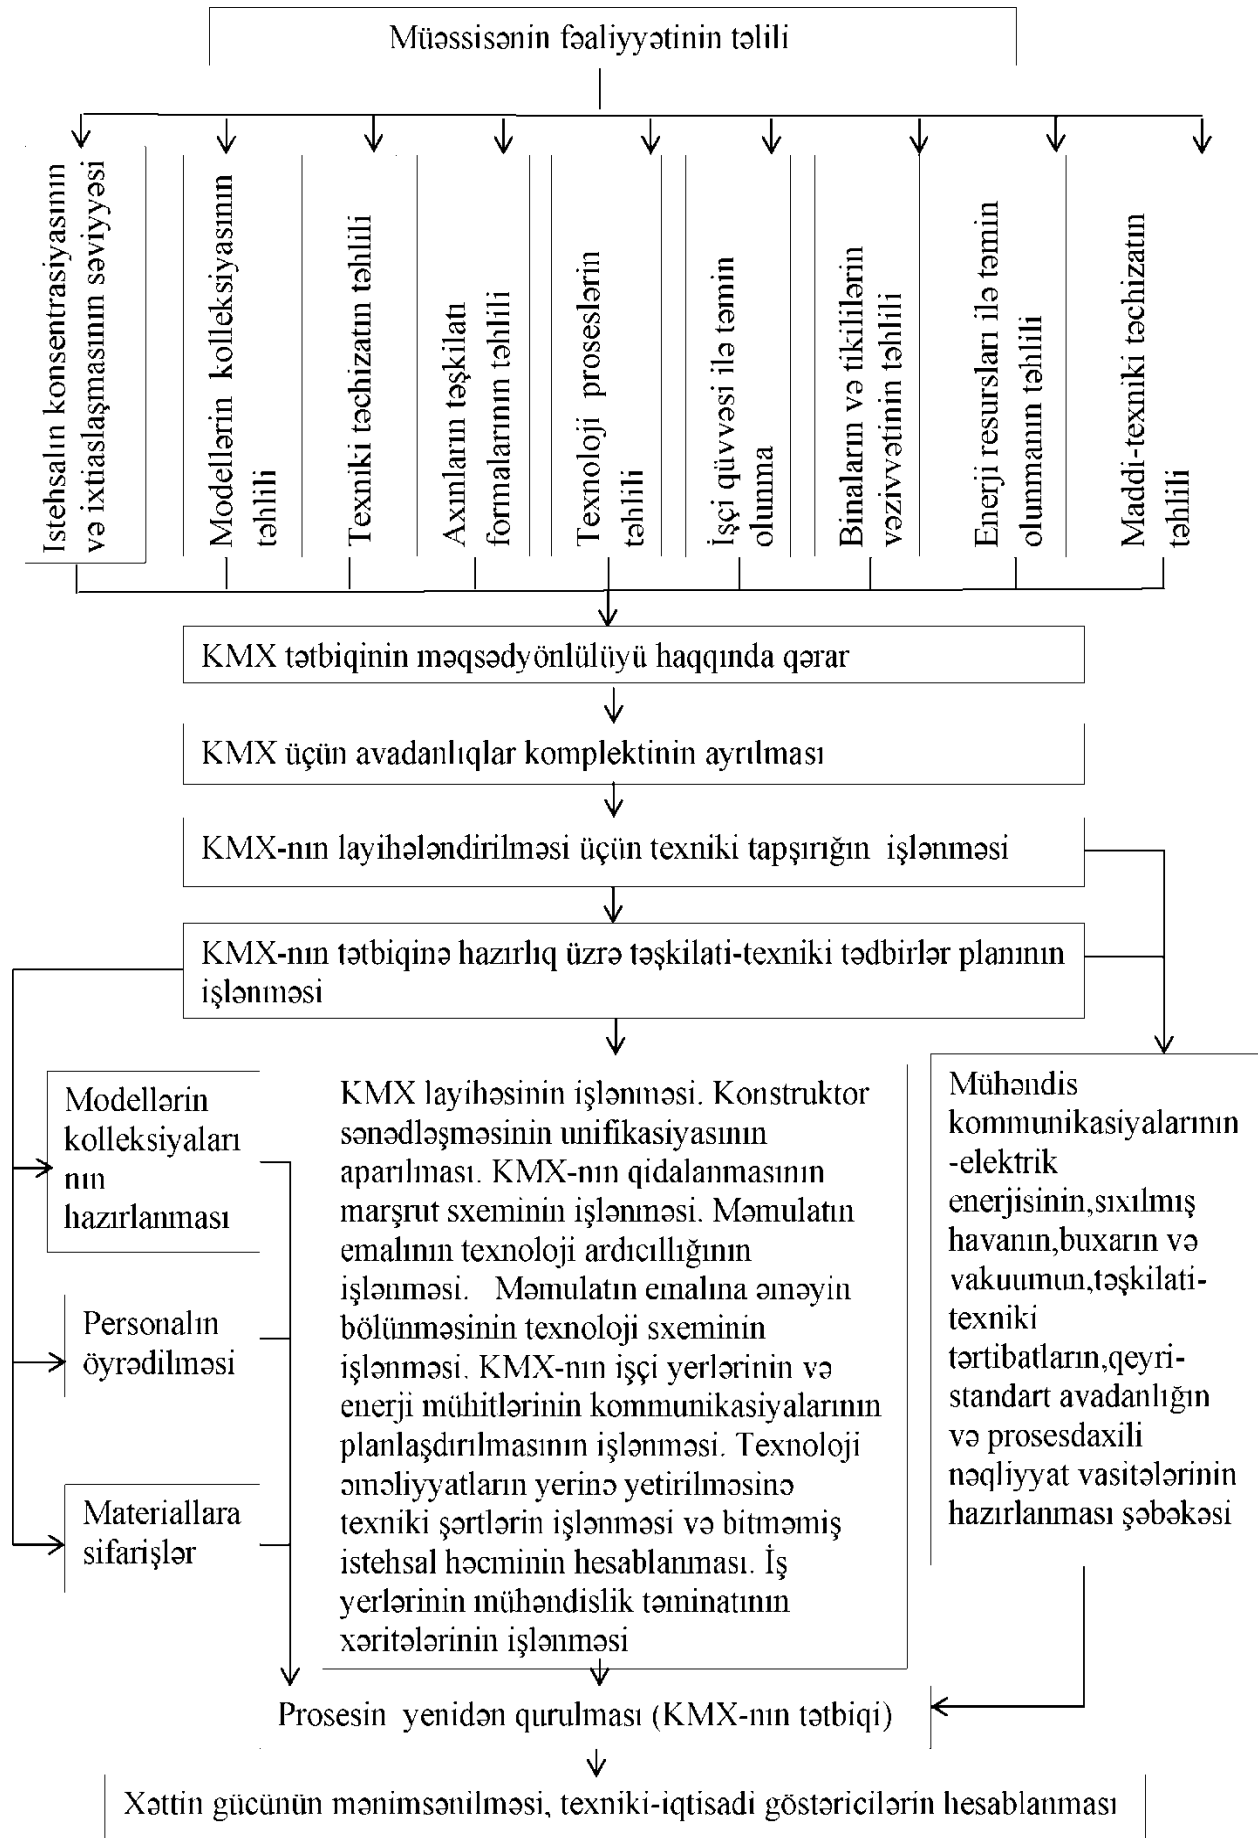 Müəssisənin fəaliyyətinin təlili
Istehsalın konsentrasiyasının
və ixtiaslaşmasının səviyyəsi
Modellərin kolleksiyasının
təhlili
Texniki təchizatın təhlili
Axınların təşkilatı
formalarının təhlili
Texnoloji proseslərin
təhlili
İşçi qüvvəsi ilə təmin
olunma
Binaların və tikililərin
vəzivvətinin təhlili
Enerji resursları ilə təmin
olunmanın təhlili
Maddi-texniki təchizatın
təhlili
KMX tətbiqinin məqsədyönlülüyü haqqında qərar
KMX üçün avadanlıqlar komplektinin ayrılması
KMX-nın layihələndirilməsi üçün texniki tapşırığın işlənməsi
KMX-nın tətbiqinə hazırlıq üzrə təşkilati-texniki tədbirlər planının
işlənməsi
Modellərin
kolleksiyaları
nın
hazırlanması
Personalın
öyrədilməsi
Materiallara
sifarişlər
KMX layihəsinin işlənməsi. Konstruktor
sənədləşməsinin unifikasiyasının
aparılması. KMX-nın qidalanmasının
marşrut sxeminin işlənməsi. Məmulatın
emalının texnoloji ardıcıllığının
işlənməsi. Məmulatın emalına əməyin
bölünməsinin texnoloji sxeminin
işlənməsi. KMX-nın işçi yerlərinin və
enerji mühitlərinin kommunikasiyalarının
planlaşdırılmasının işlənməsi. Texnoloji
əməliyyatların yerinə yetirilməsinə
texniki şərtlərin işlənməsi və bitməmiş
istehsal həcminin hesablanması. İş
yerlərinin mühəndislik təminatının
xəritələrinin işlənməsi
Mühəndis
kommunikasiyalarının
-elektrik
enerjisinin,sıxılmış
havanın,buxarın və
vakuumun,təşkilati-
texniki
tərtibatların,qeyri-
standart avadanlığın
və prosesdaxili
nəqliyyat vasitələrinin
hazırlanması şəbəkəsi
Prosesin yenidən qurulması (KMX-nın tətbiqi)
Xəttin gücünün mənimsənilməsi, texniki-iqtisadi göstəricilərin hesablanması